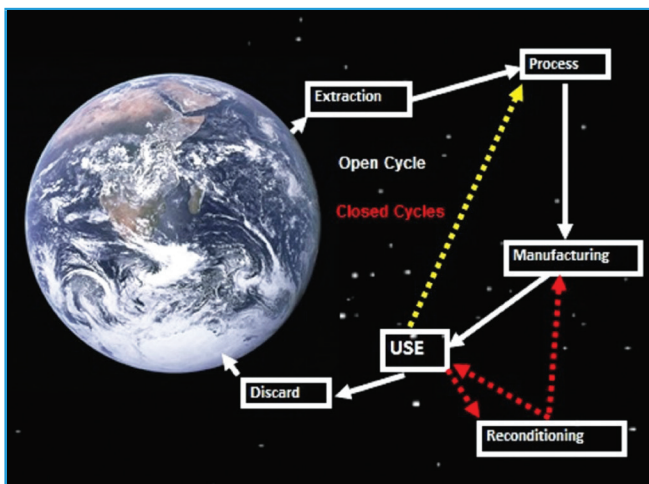 Process
Extraction
Open Cycle
Closed Cycles
Manufacturing
USE
Discard
Reconditioning